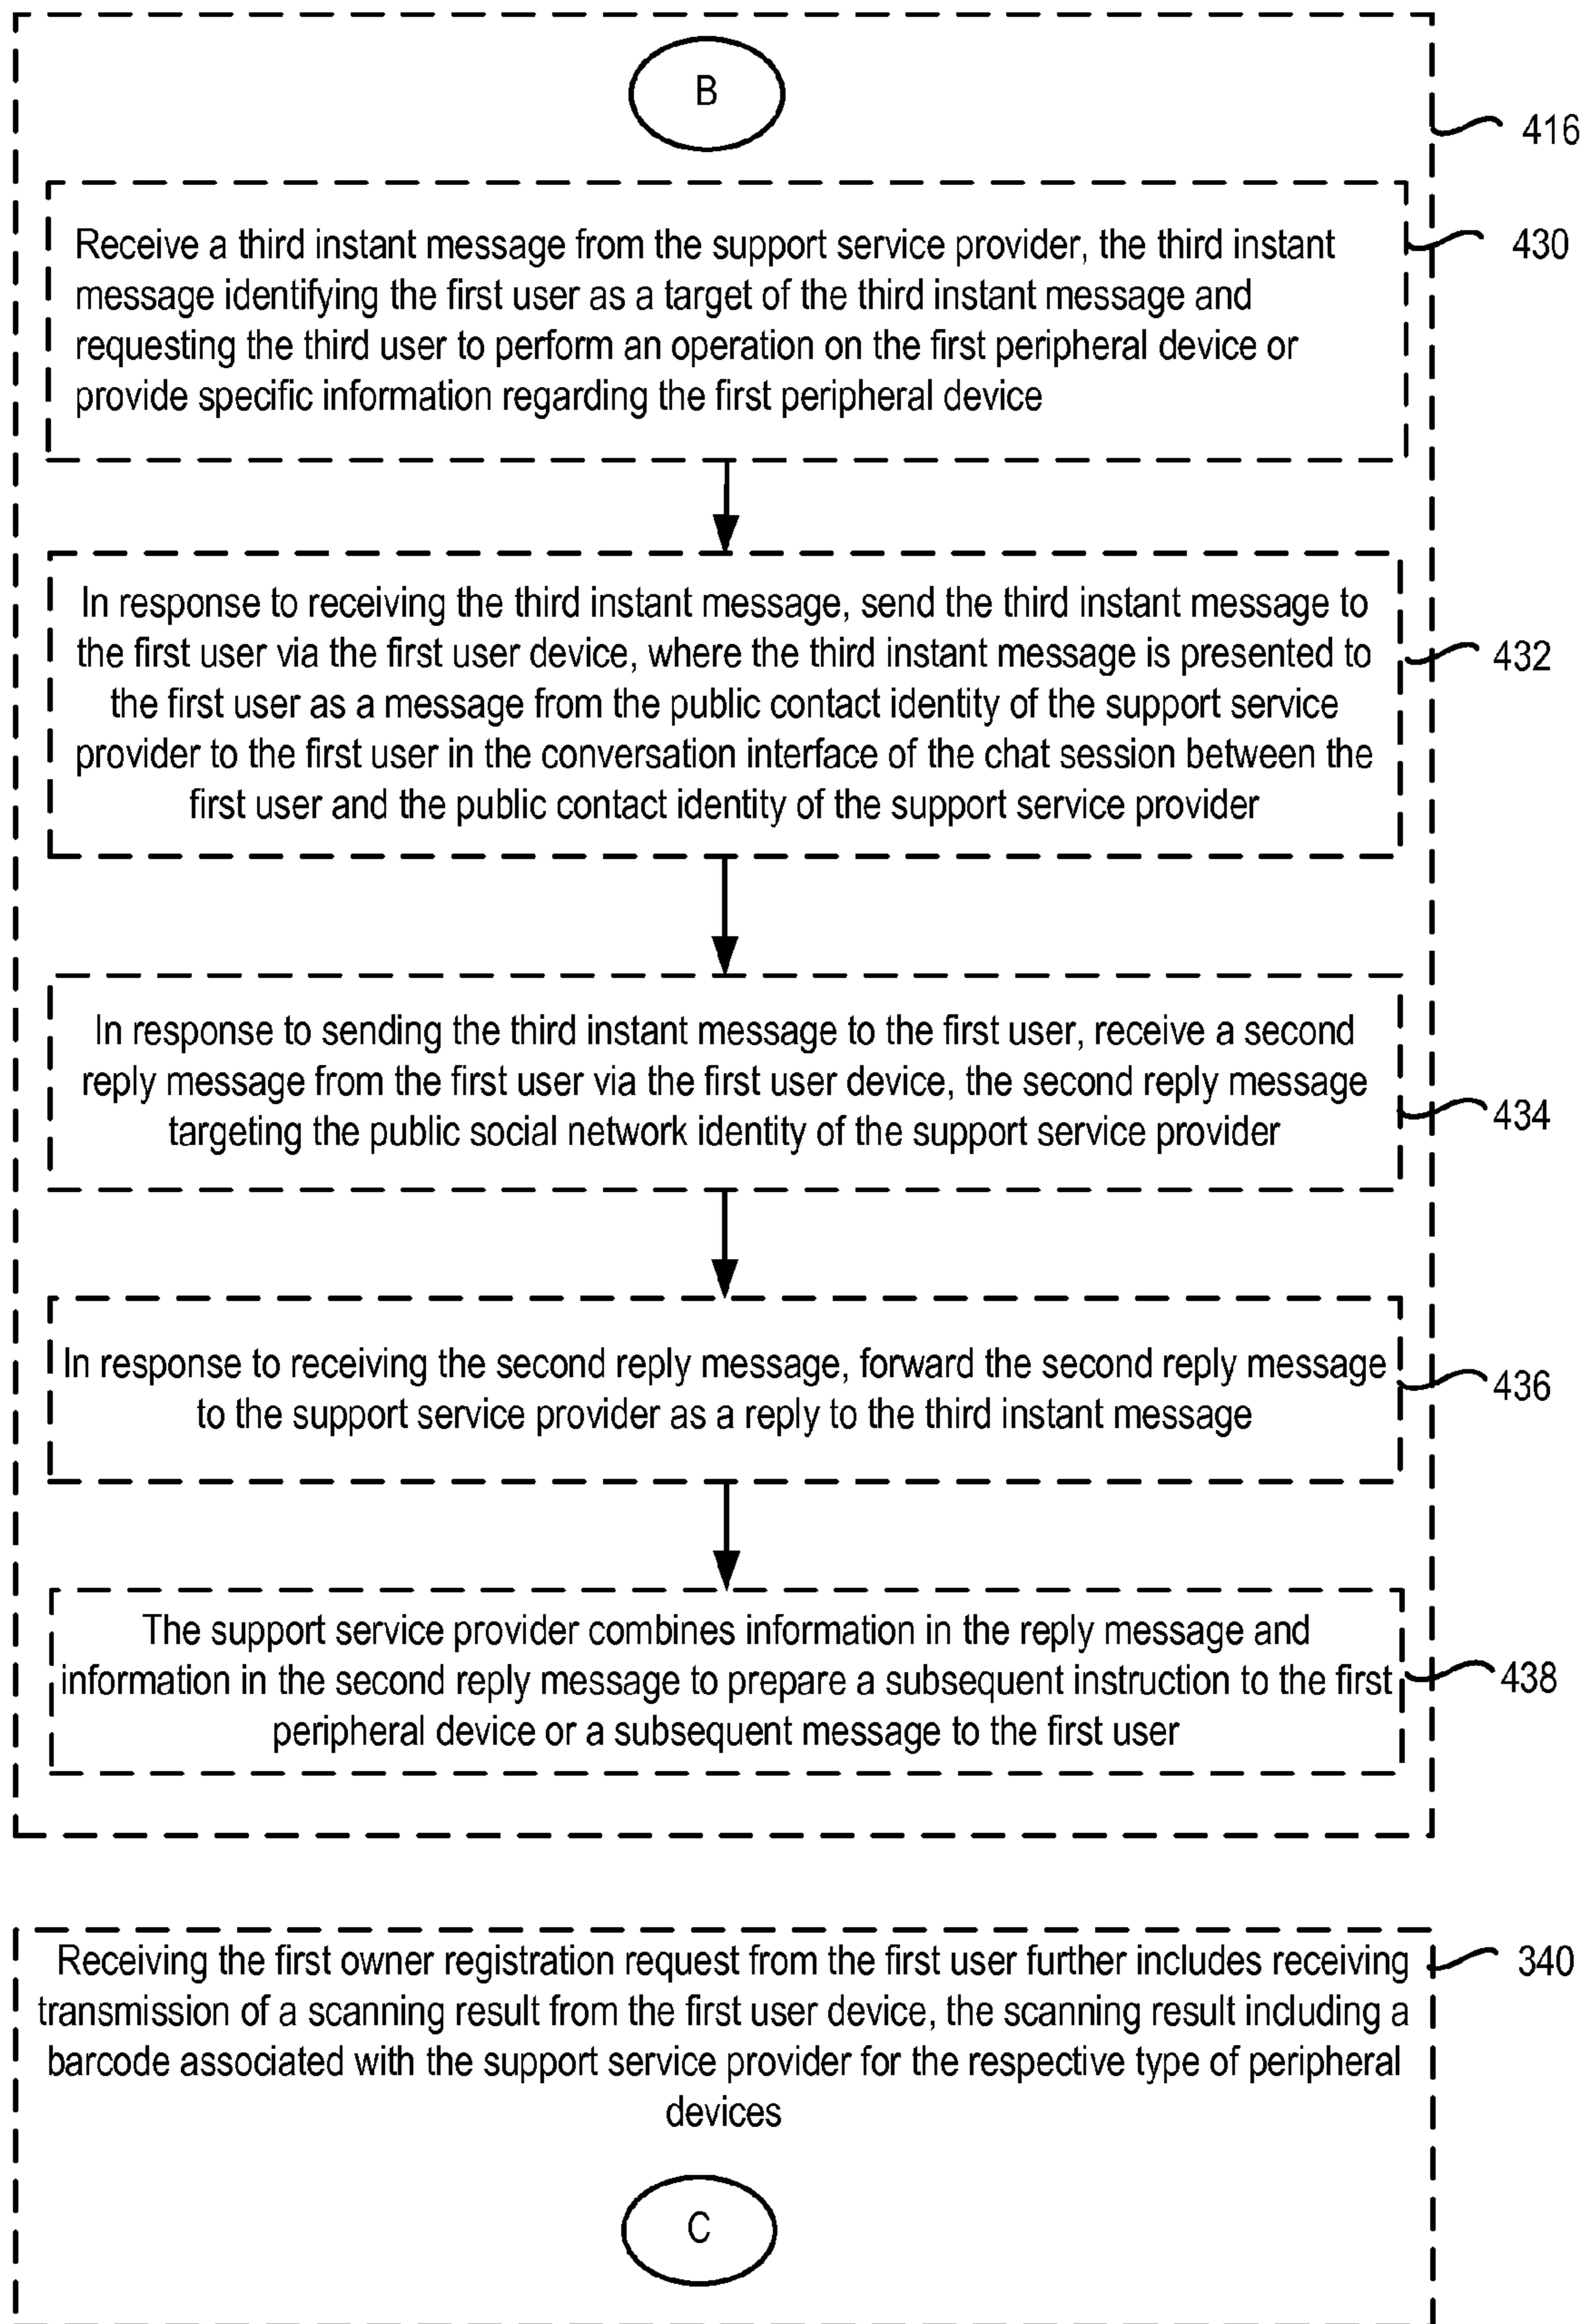 B
416
Receive a third instant message from the support service provider, the third instant
message identifying the first user as a target of the third instant message and
requesting the third user to perform an operation on the first peripheral device or
provide specific information regarding the first peripheral device
430
In response to receiving the third instant message, send the third instant message to
the first user via the first user device, where the third instant message is presented to
the first user as a message from the public contact identity of the support service
provider to the first user in the conversation interface of the chat session between the
first user and the public contact identity of the support service provider
432
In response to sending the third instant message to the first user, receive a second
reply message from the first user via the first user device, the second reply message
targeting the public social network identity of the support service provider
434
In response to receiving the second reply message, forward the second reply message
to the support service provider as a reply to the third instant message
436
The support service provider combines information in the reply message and
information in the second reply message to prepare a subsequent instruction to the first
peripheral device or a subsequent message to the first user
438
Receiving the first owner registration request from the first user further includes receiving
transmission of a scanning result from the first user device, the scanning result including a
barcode associated with the support service provider for the respective type of peripheral
devices
340
C